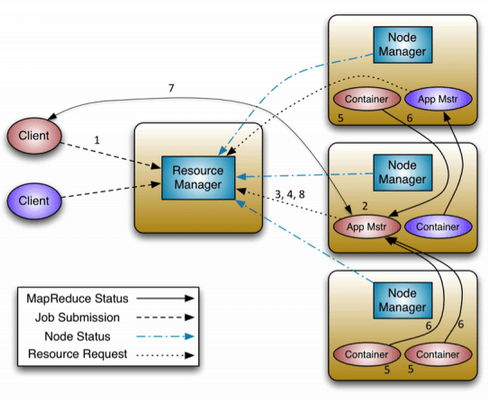 Node
Manager
7
Container
App Mstr
5
6
Client
1
Resource
Manager
Node
Manager
Client
3, 4, 8
2
App Mstr
Container
MapReduce Status
Job Submission
Node Status
Resource Request
Node
Manager
6
6
Container
Container
5
5